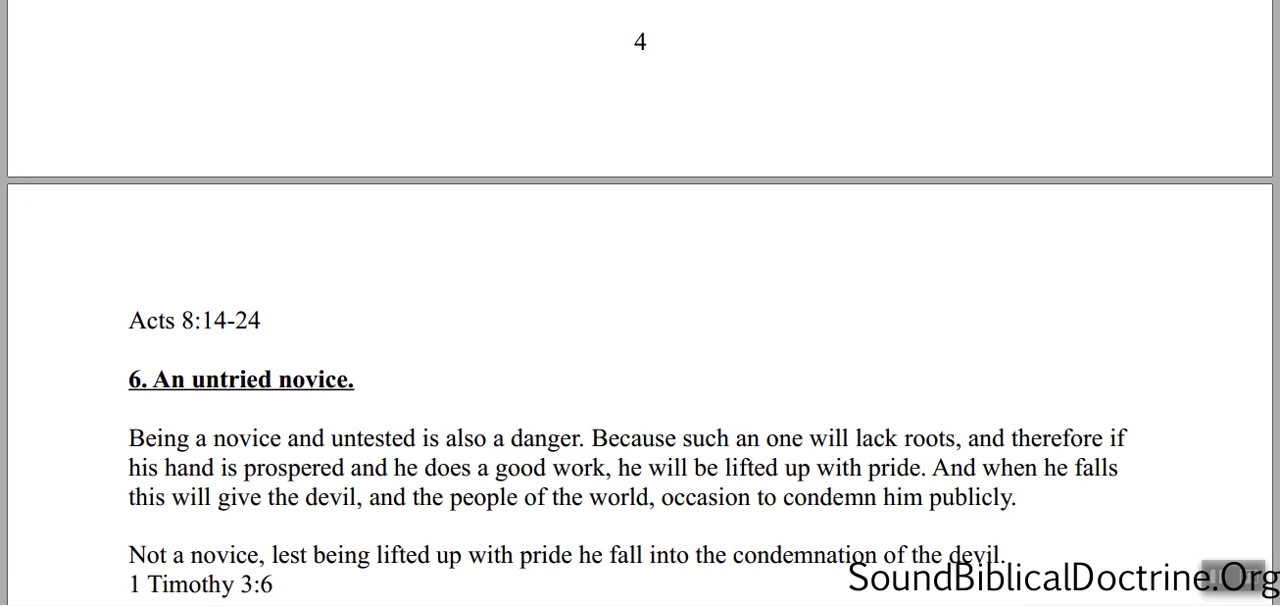 4
Acts 8:14-24
6. An untried novice.
Being a novice and untested is also a danger. Because such an one will lack roots, and therefore if
his hand is prospered and he does a good work, he will be lifted up with pride. And when he falls
this will give the devil, and the people of the world, occasion to condemn him publicly.
Not a novice, lest being lifted up with pride he fall into the condemnation of the devil.
1 Timothy 3:6
SoundBiblicalDoctrine.Org